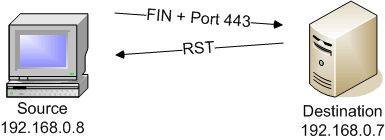 FIN + Port 443
RST
Source
192.168.0.8
Destination
192.168.0.7